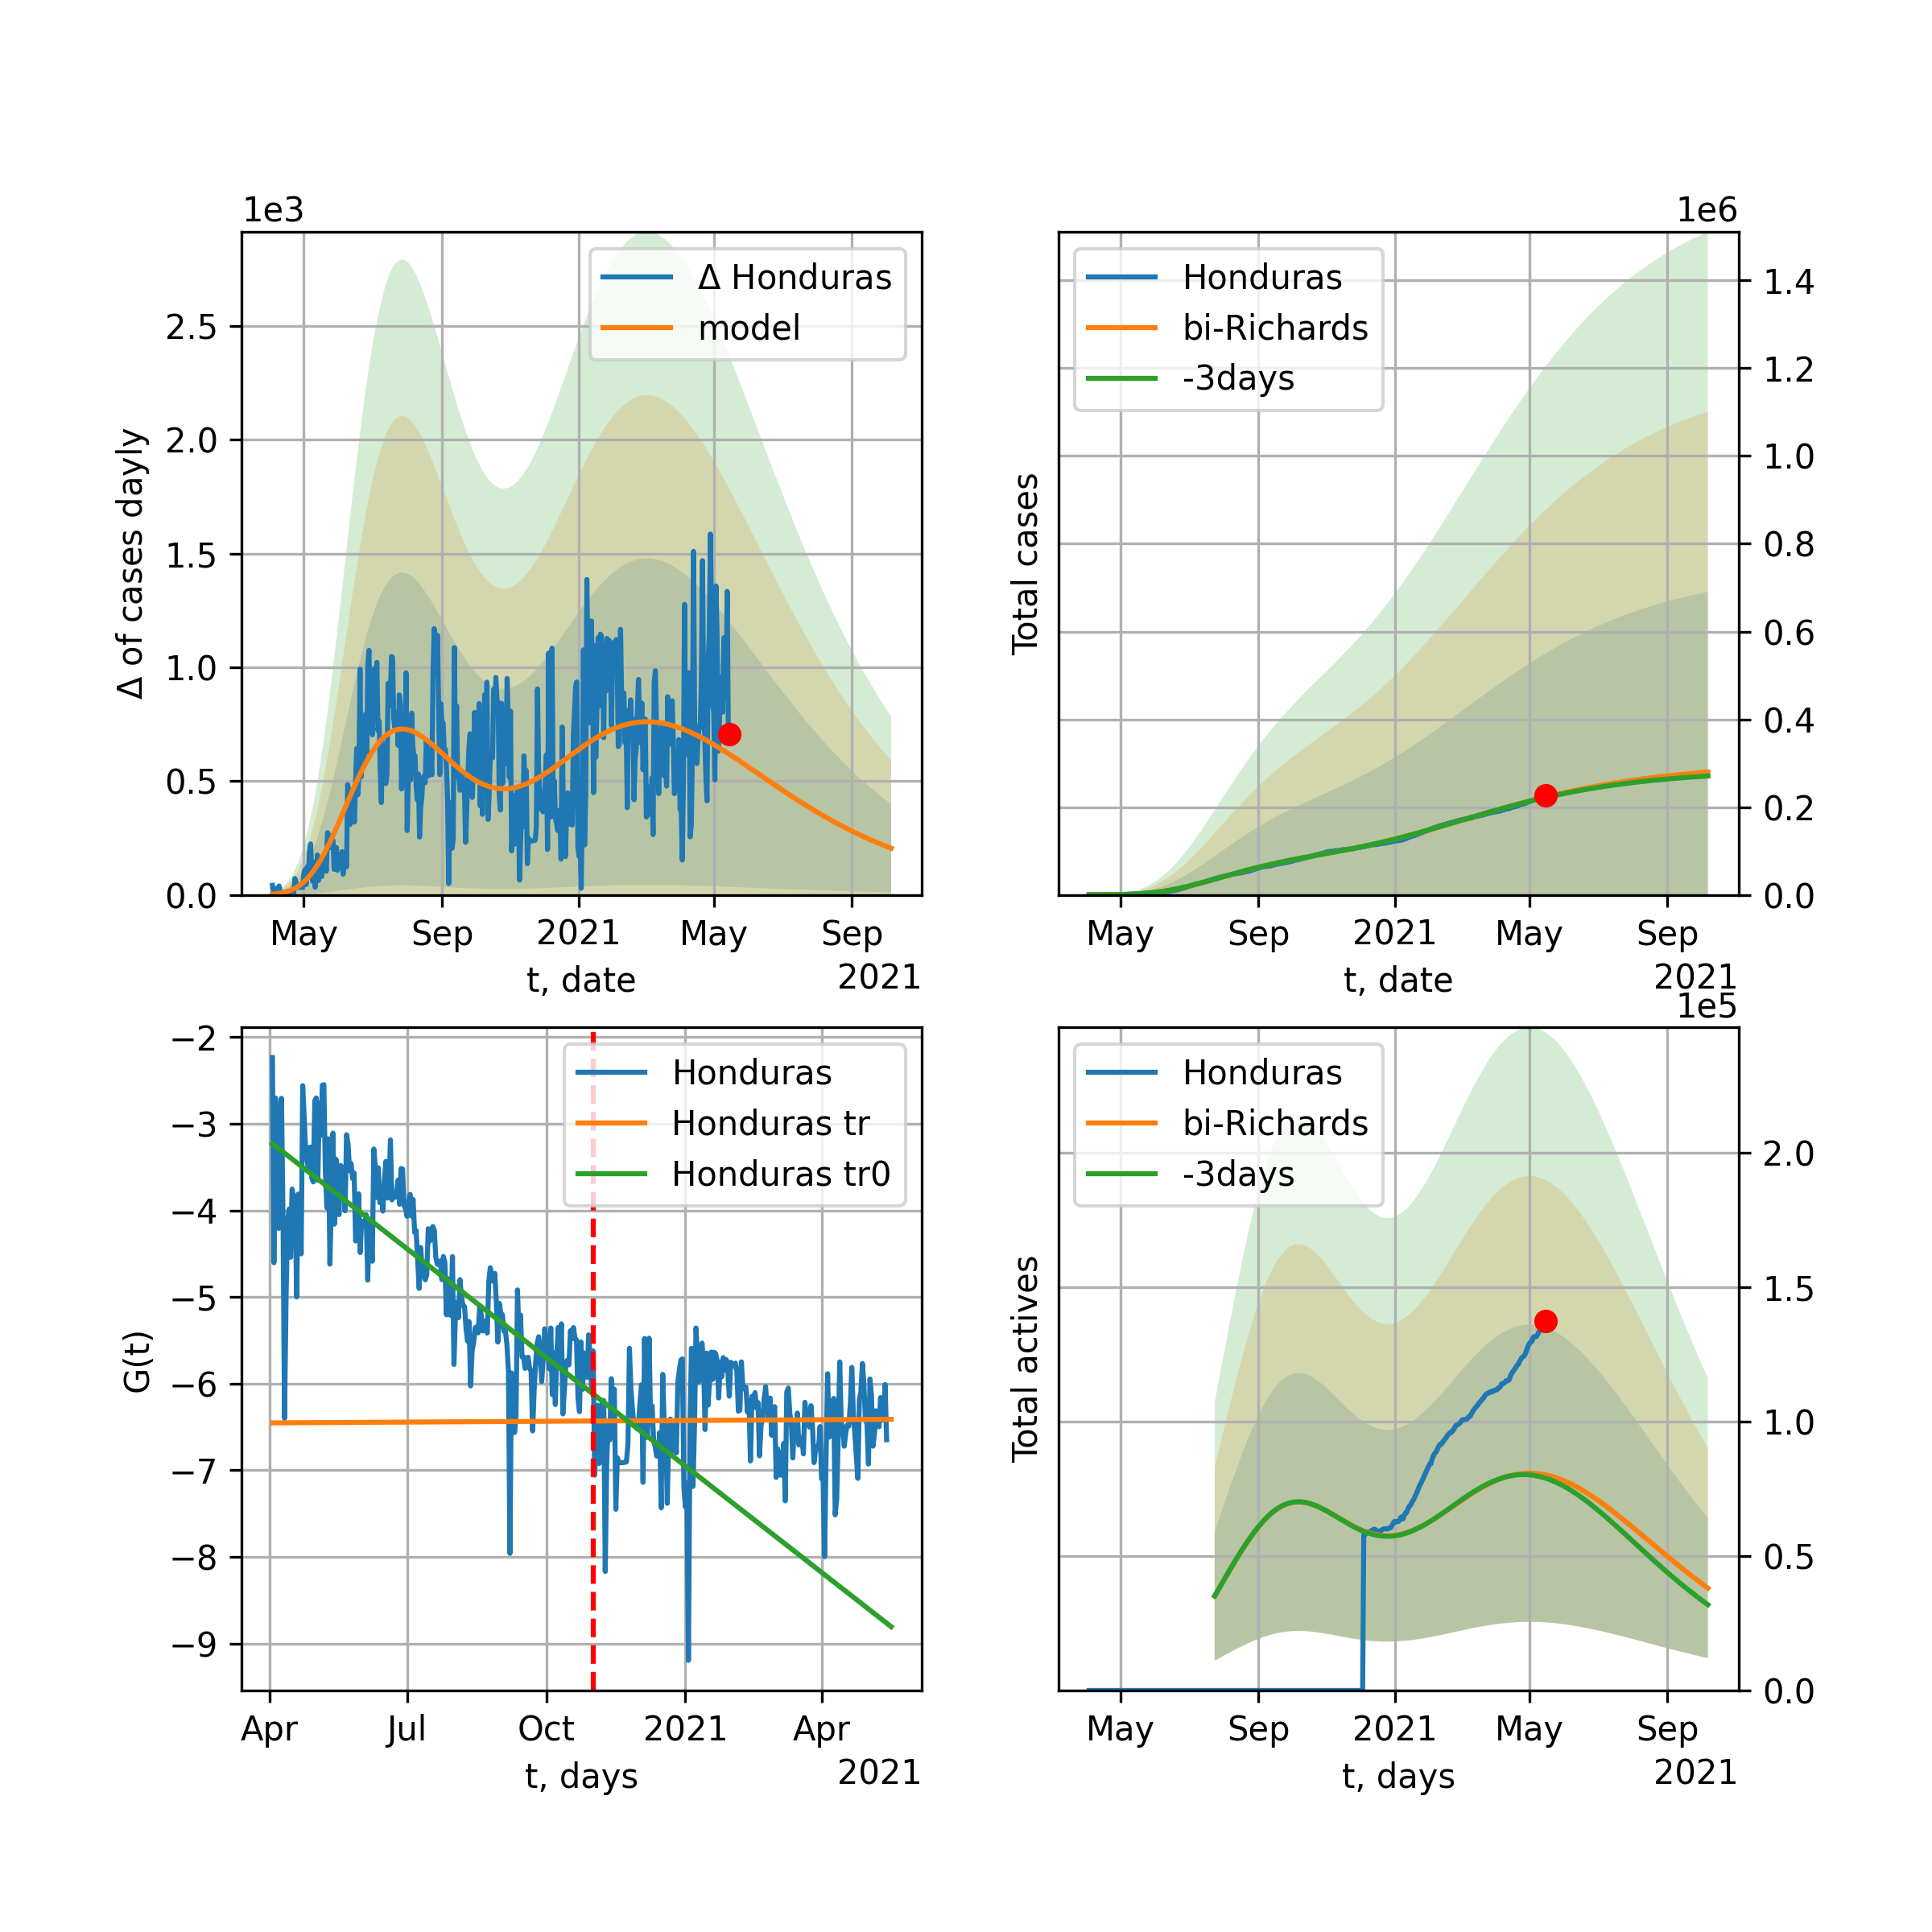 1e3
Δ Honduras
model
2.5
2.0
1.5
1.0
0.5
0.0
Δ of cases dayly
May Sep 2021 May Sep
t, date
2021
1e6
Honduras
bi-Richards
-3days
1.4
1.2
1.0
0.8
0.6
0.4
0.2
0.0
Total cases
May Sep 2021 May Sep
t, date
2021
−2
−3
−4
−5
−6
−7
−8
−9
G(t)
Honduras
Honduras tr
Honduras tr0
Apr Jul Oct 2021 Apr
t, days
2021
1e5
Honduras
bi-Richards
-3days
2.0
1.5
1.0
0.5
0.0
Total actives
May Sep 2021 May Sep
t, days
2021